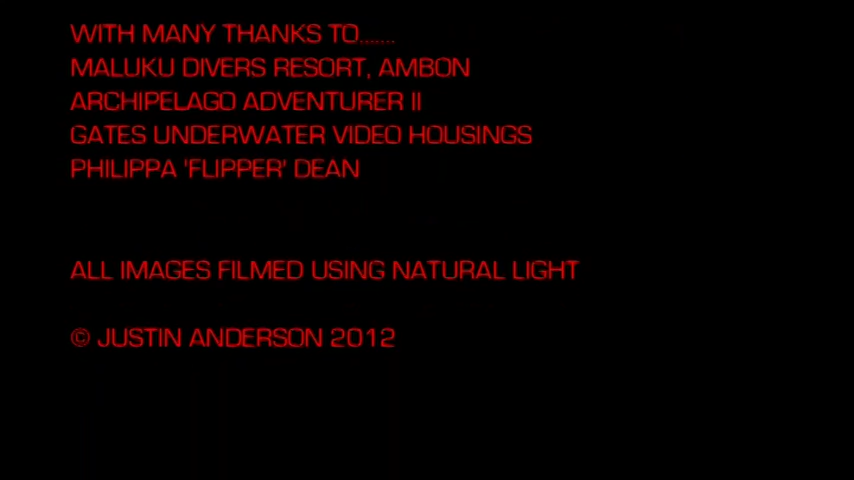 WITH MANY THANKS TO.......
MALUKU DIVERS RESORT, AMBON
ARCHIPELAGO ADVENTURER II
GATES UNDERWATER VIDEO HOUSINGS
PHILIPPA 'FLIPPER' DEAN
ALL IMAGES FILMED USING NATURAL LIGHT
© JUSTIN ANDERSON 2012